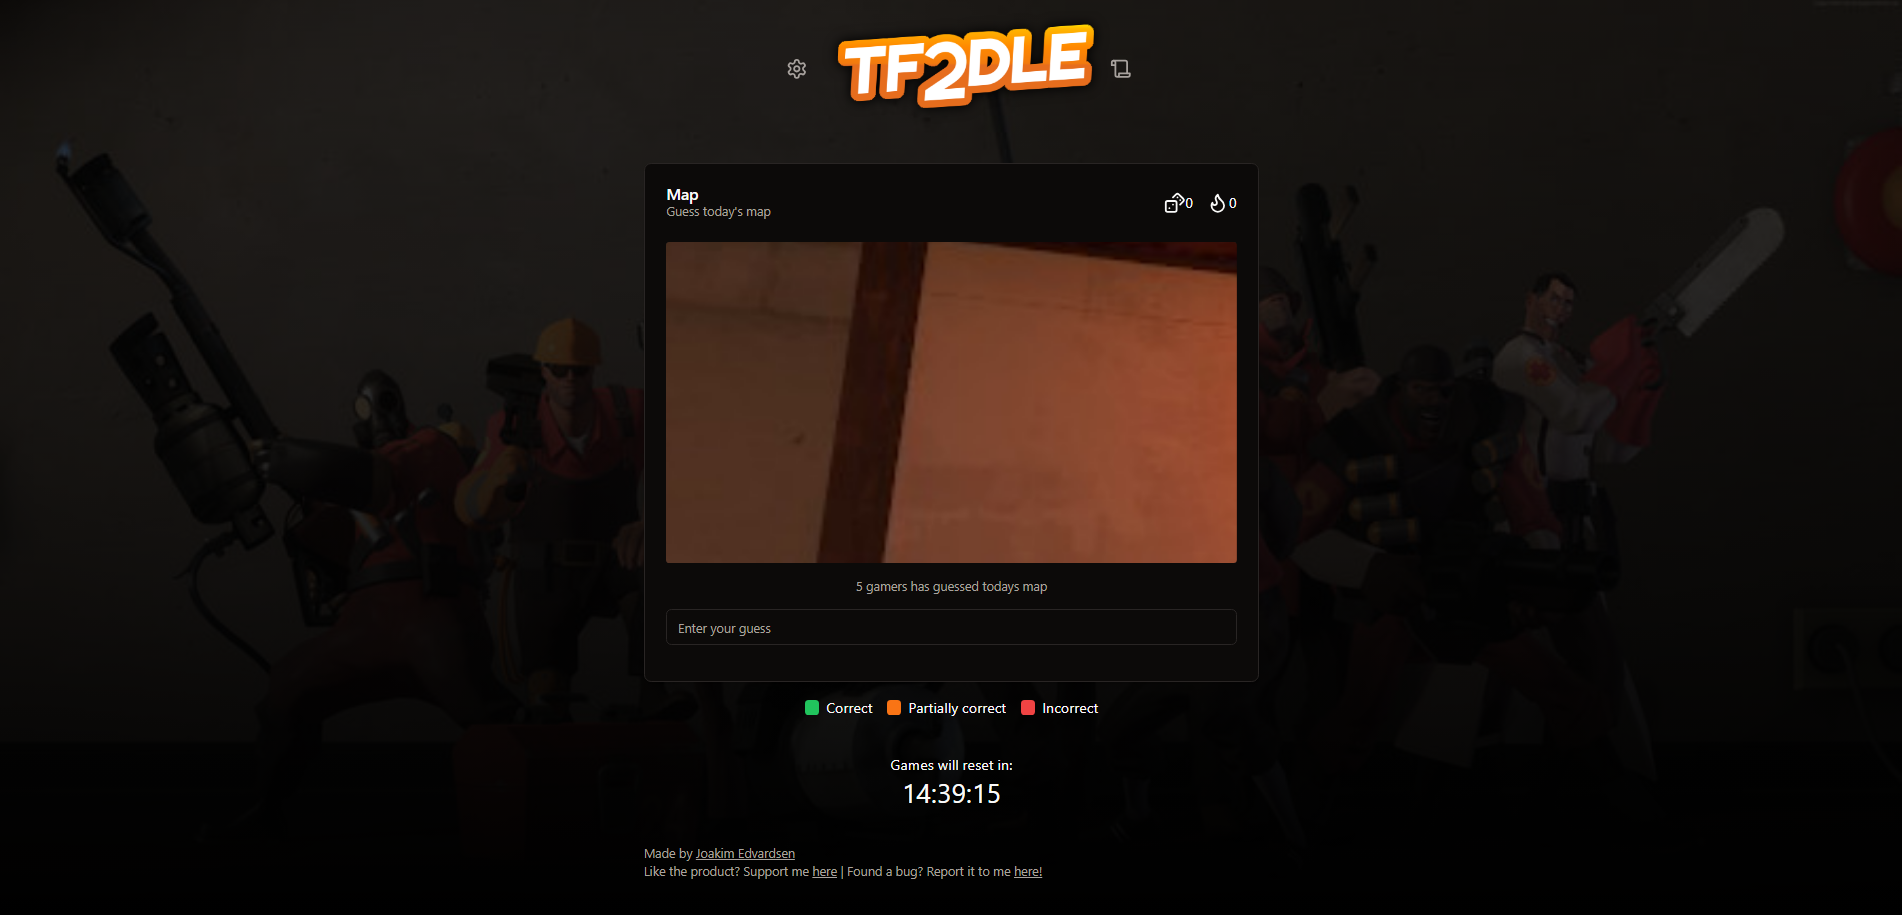 TF2DLE
Map
Guess today's map
0
0
5 gamers has guessed todays map
Enter your guess
Correct
Partially correct
Incorrect
Games will reset in:
14:39:15
Made by Joakim Edvardsen
Like the product? Support me here | Found a bug? Report it to me here!